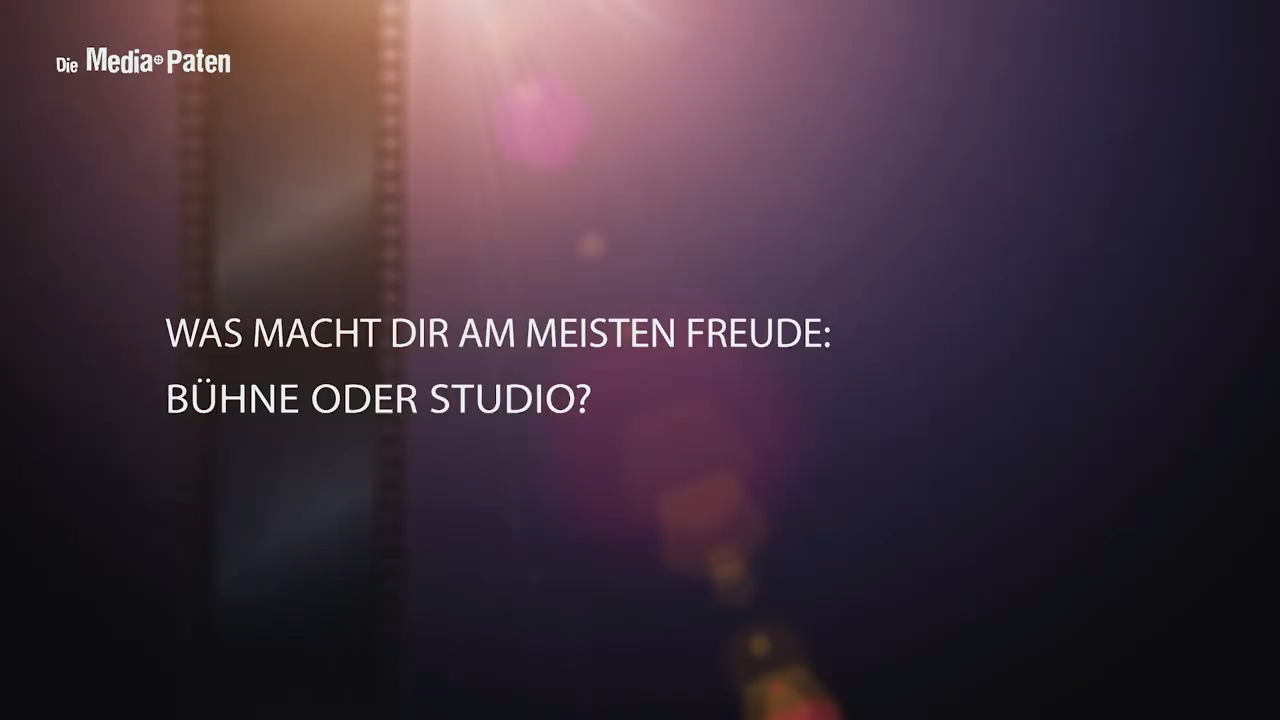 Die Media Paten
WAS MACHT DIR AM MEISTEN FREUDE:
BÜHNE ODER STUDIO?